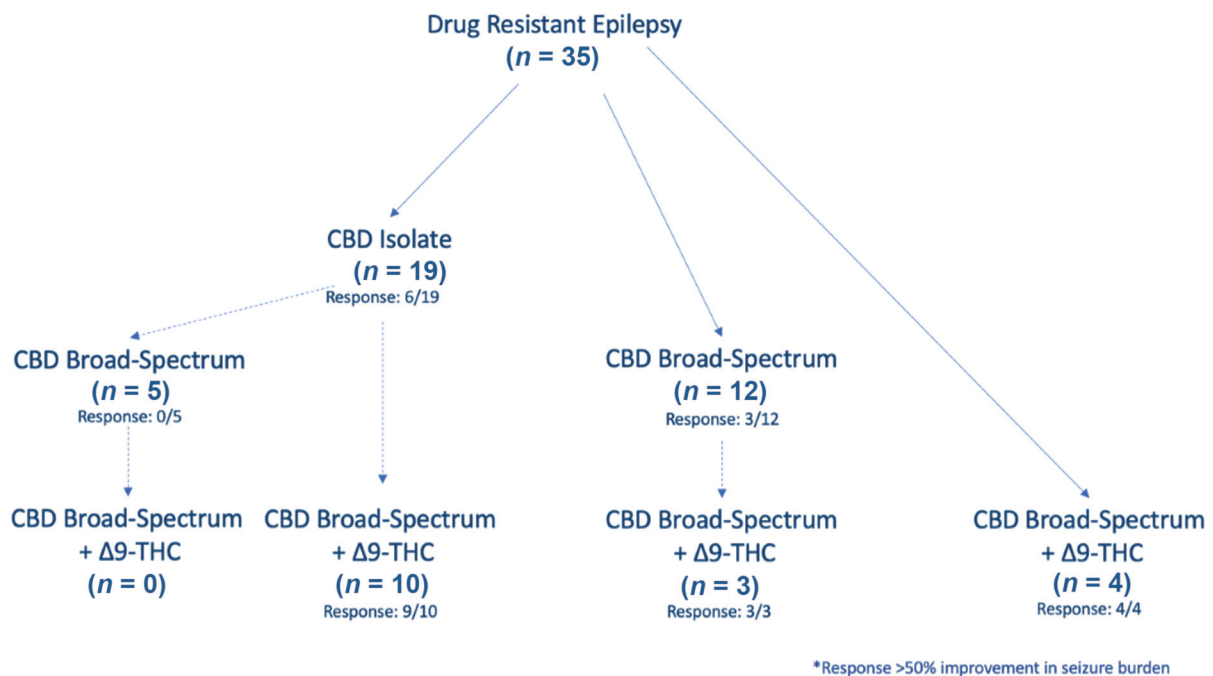 Drug Resistant Epilepsy
(n = 35)
CBD Isolate
(n = 19)
Response: 6/19
CBD Broad-Spectrum
(n = 5)
Response: 0/5
CBD Broad-Spectrum
(n = 12)
Response: 3/12
CBD Broad-Spectrum
+ Δ9-THC
(n = 0)
CBD Broad-Spectrum
+ Δ9-THC
(n = 10)
Response: 9/10
CBD Broad-Spectrum
+ Δ9-THC
(n = 3)
Response: 3/3
CBD Broad-Spectrum
+ Δ9-THC
(n = 4)
Response: 4/4
*Response >50% improvement in seizure burden